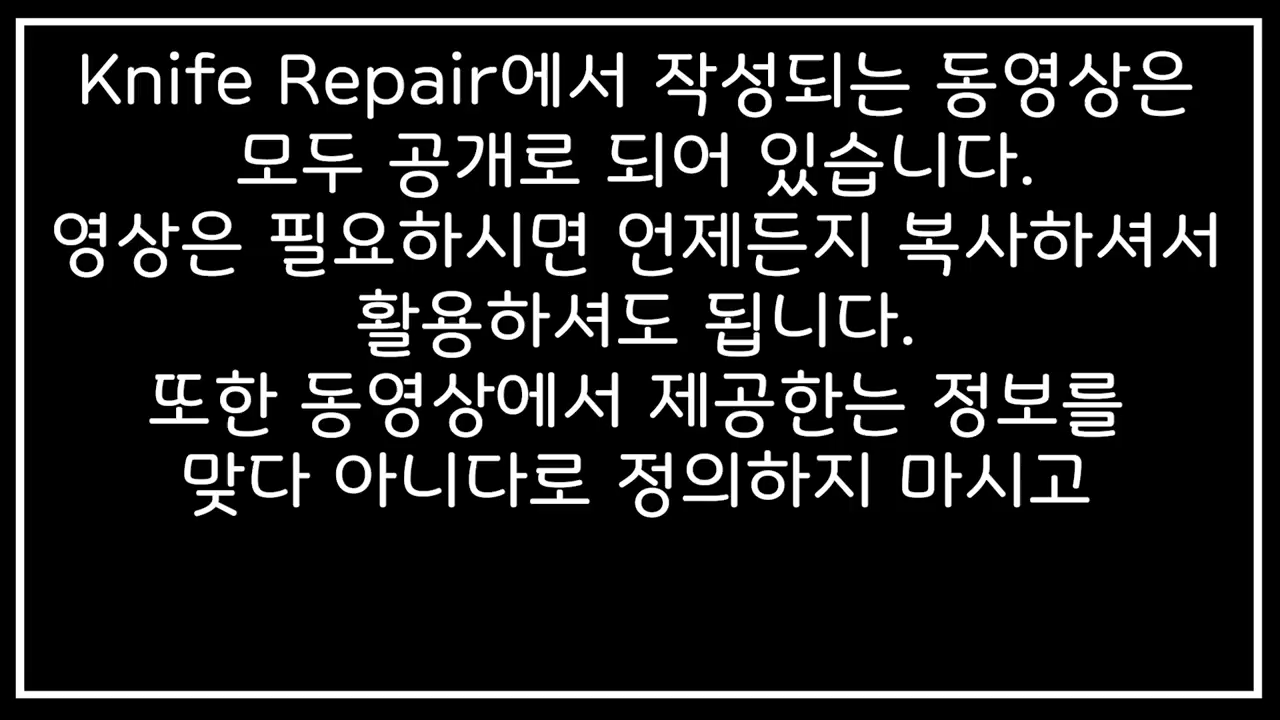 Knife Repair에서 작성되는 동영상은
모두 공개로 되어 있습니다.
영상은 필요하시면 언제든지 복사하셔서
활용하셔도 됩니다.
또한 동영상에서 제공한는 정보를
맞다 아니다로 정의하지 마시고